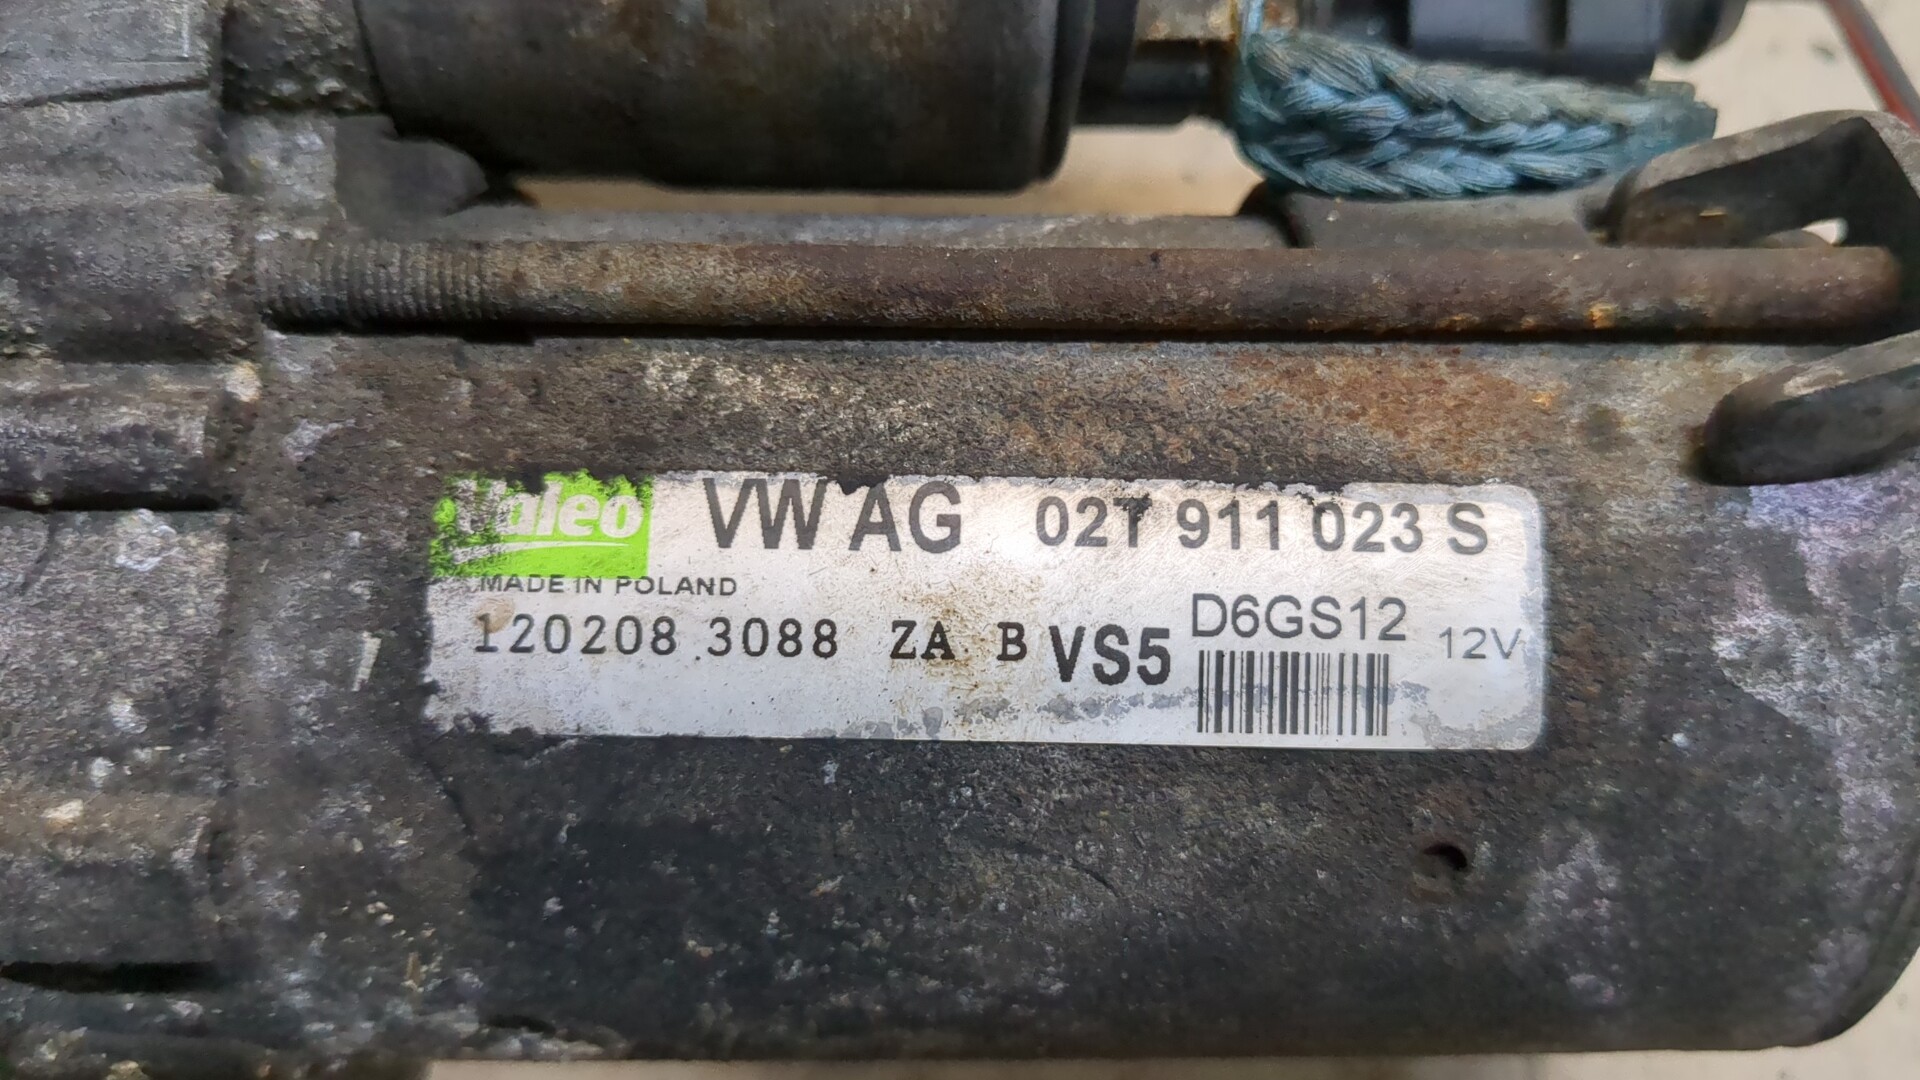 Valeo VW AG 02T 911 023 S
MADE IN POLAND
120208 3088 ZA B VS5 D6GS12 12V